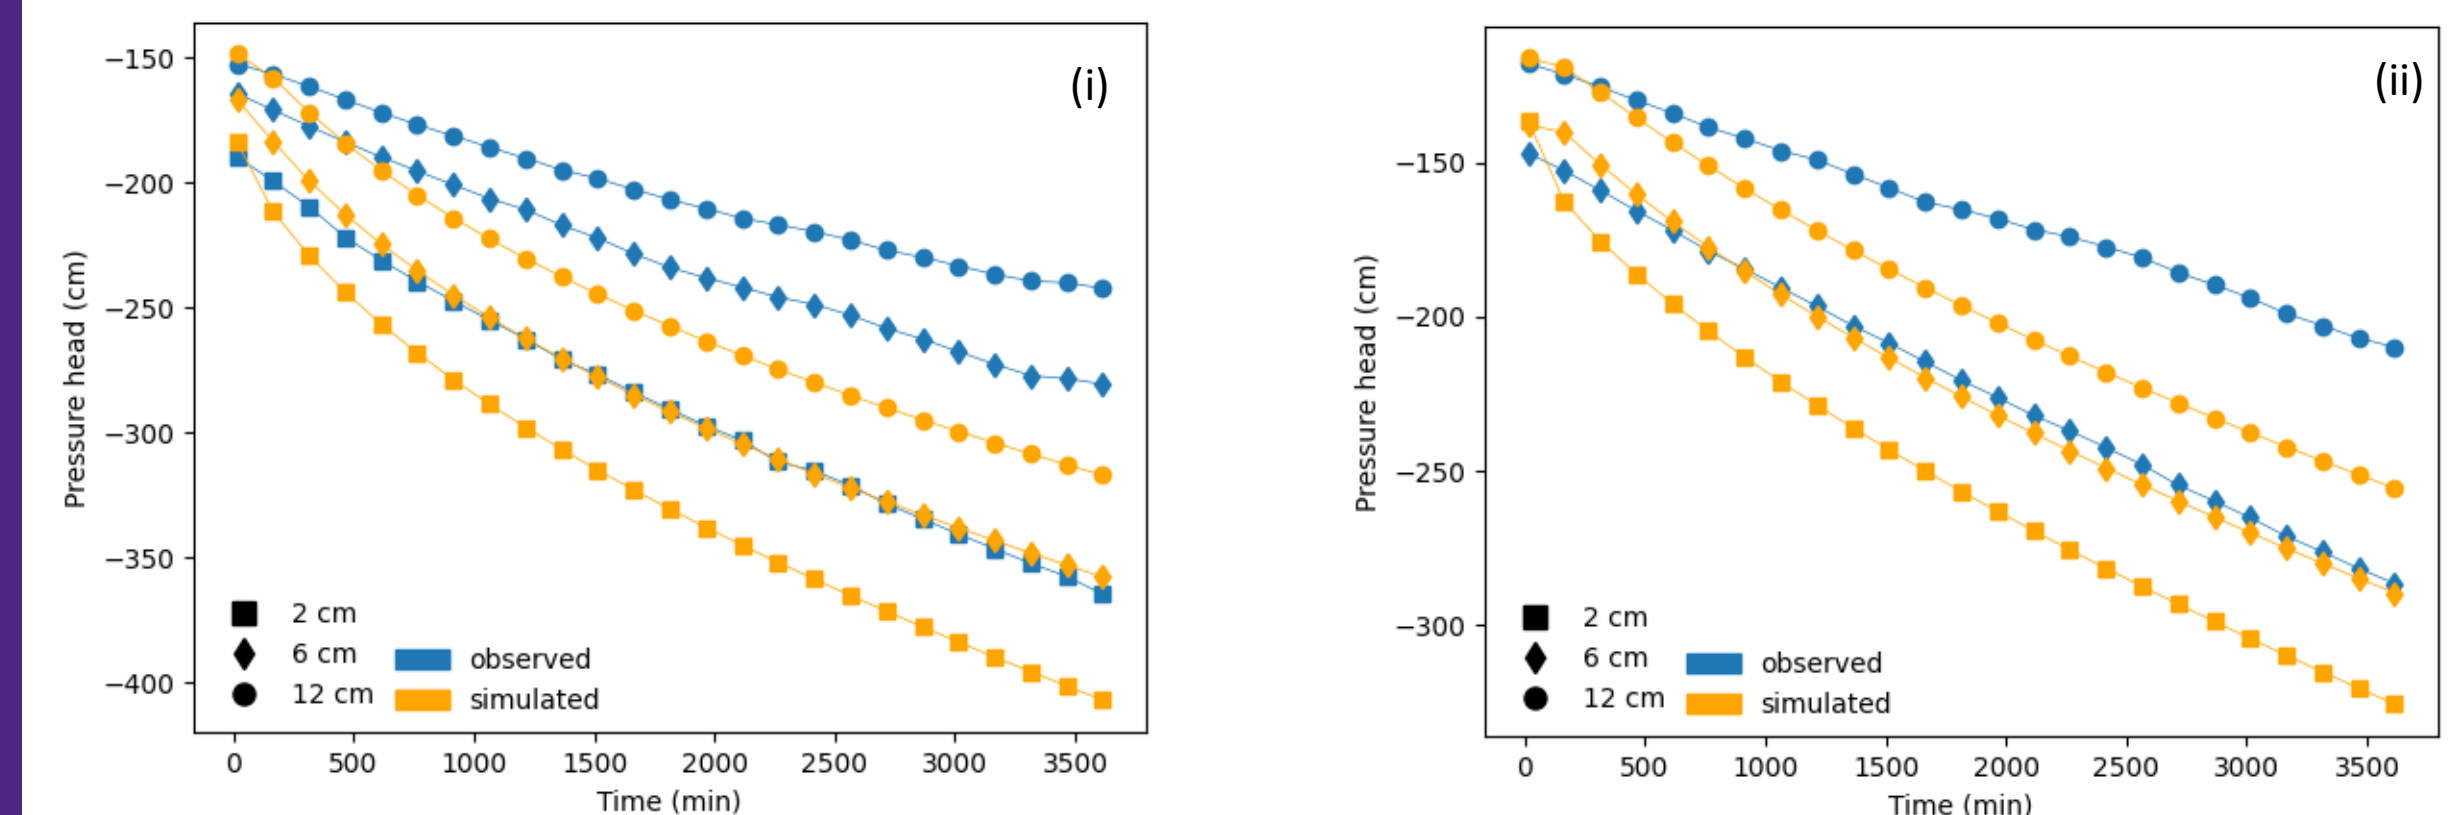 (i)
−150
−200
−250
−300
−350
−400
Pressure head (cm)
2 cm
6 cm
12 cm
observed
simulated
0 500 1000 1500 2000 2500 3000 3500
Time (min)
(ii)
−150
−200
−250
−300
Pressure head (cm)
2 cm
6 cm
12 cm
observed
simulated
0 500 1000 1500 2000 2500 3000 3500
Time (min)